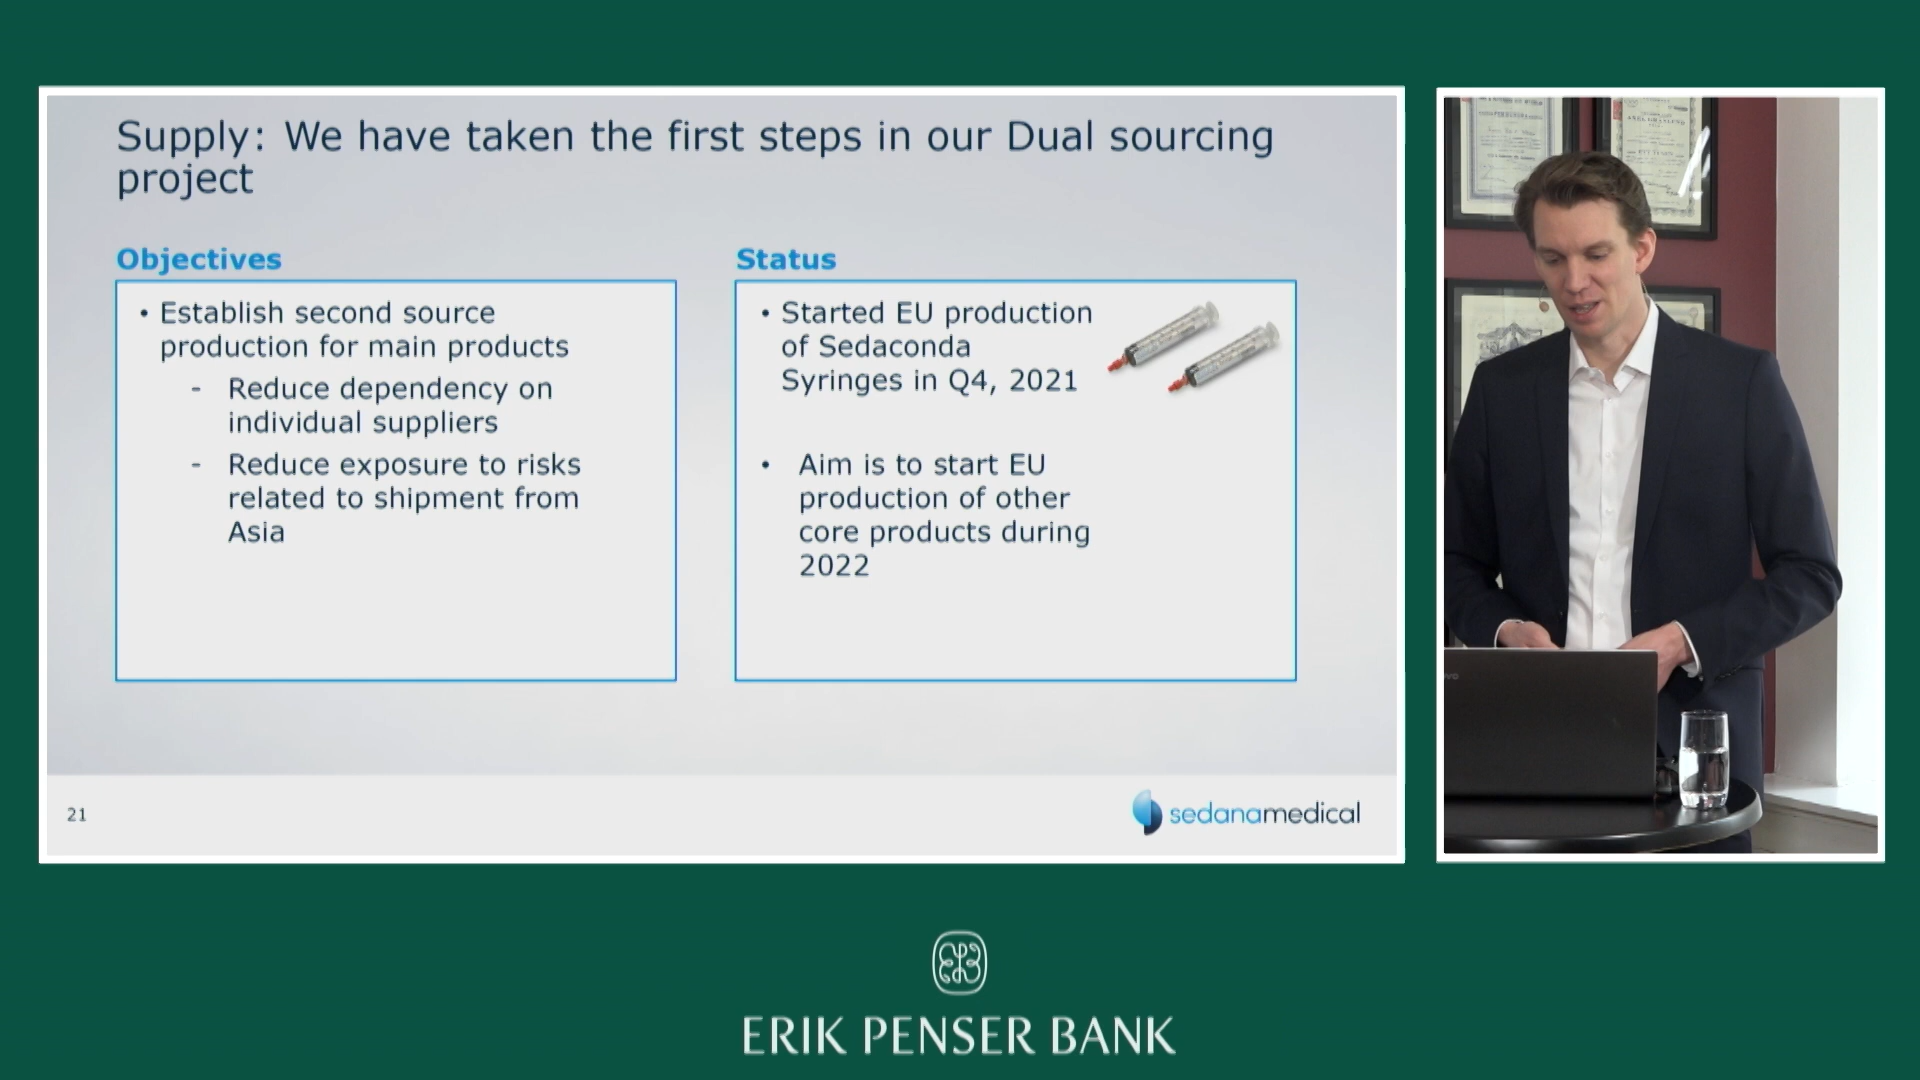 Supply: We have taken the first steps in our Dual sourcing
project
Objectives
• Establish second source
production for main products
- Reduce dependency on
individual suppliers
- Reduce exposure to risks
related to shipment from
Asia
Status
• Started EU production
of Sedaconda
Syringes in Q4, 2021
• Aim is to start EU
production of other
core products during
2022
21
sedanamedical
ERIK PENSER BANK